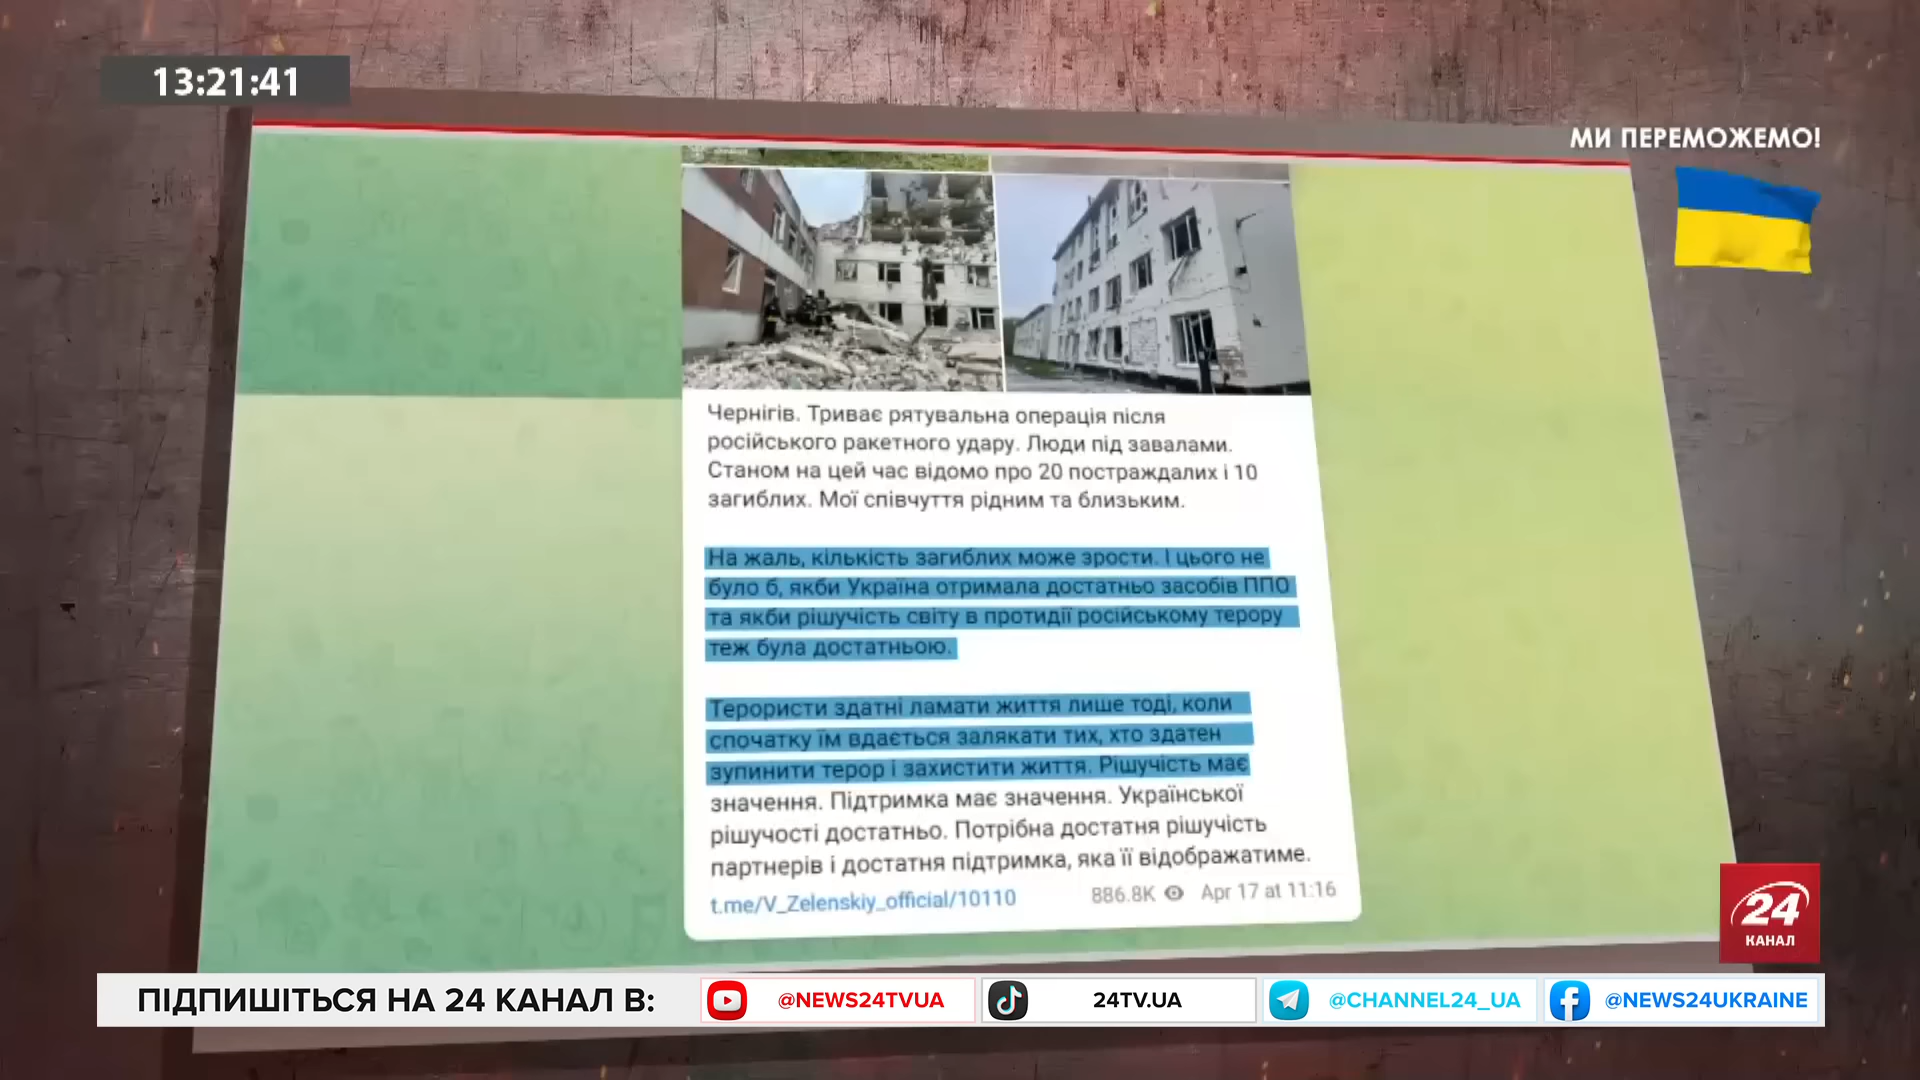 13:21:41
МИ ПЕРЕМОЖЕМО!
Чернігів. Триває рятувальна операція після
російського ракетного удару. Люди під завалами.
Станом на цей час відомо про 20 постраждалих і 10
загиблих. Мої співчуття рідним та близьким.
На жаль, кількість загиблих може зрости. І цього не
було б, якби Україна отримала достатньо засобів ППО
та якби рішучість світу в протидії російському терору
теж була достатньою.
Терористи здатні ламати життя лише тоді, коли
спочатку їм вдається залякати тих, хто здатен
зупинити терор і захистити життя. Рішучість має
значення. Підтримка має значення. Української
рішучості достатньо. Потрібна достатня рішучість
партнерів і достатня підтримка, яка її відображатиме.
t.me/V_Zelenskiy_official/10110 886.8K Apr 17 at 11:16
24
КАНАЛ
ПІДПИШІТЬСЯ НА 24 КАНАЛ В: @NEWS24TVUA 24TV.UA @CHANNEL24_UA @NEWS24UKRAINE